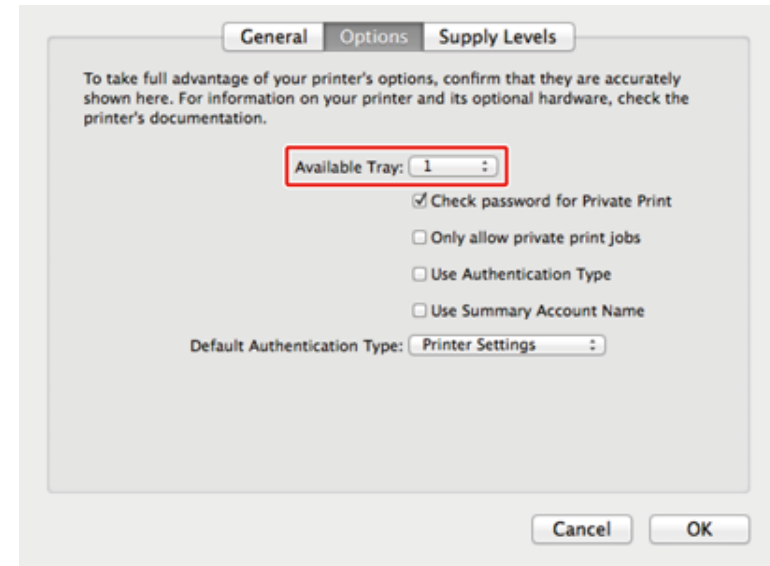 General Options Supply Levels
To take full advantage of your printer's options, confirm that they are accurately
shown here. For information on your printer and its optional hardware, check the
printer's documentation.
Available Tray: 1
Check password for Private Print
Only allow private print jobs
Use Authentication Type
Use Summary Account Name
Default Authentication Type: Printer Settings
Cancel OK